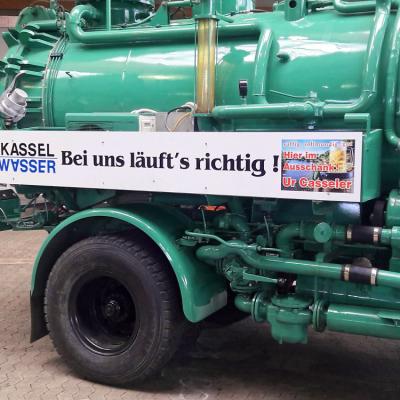 KASSEL
WASSER
Bei uns läuft's richtig !
Hier im
Ausschank:
Ur Casseler